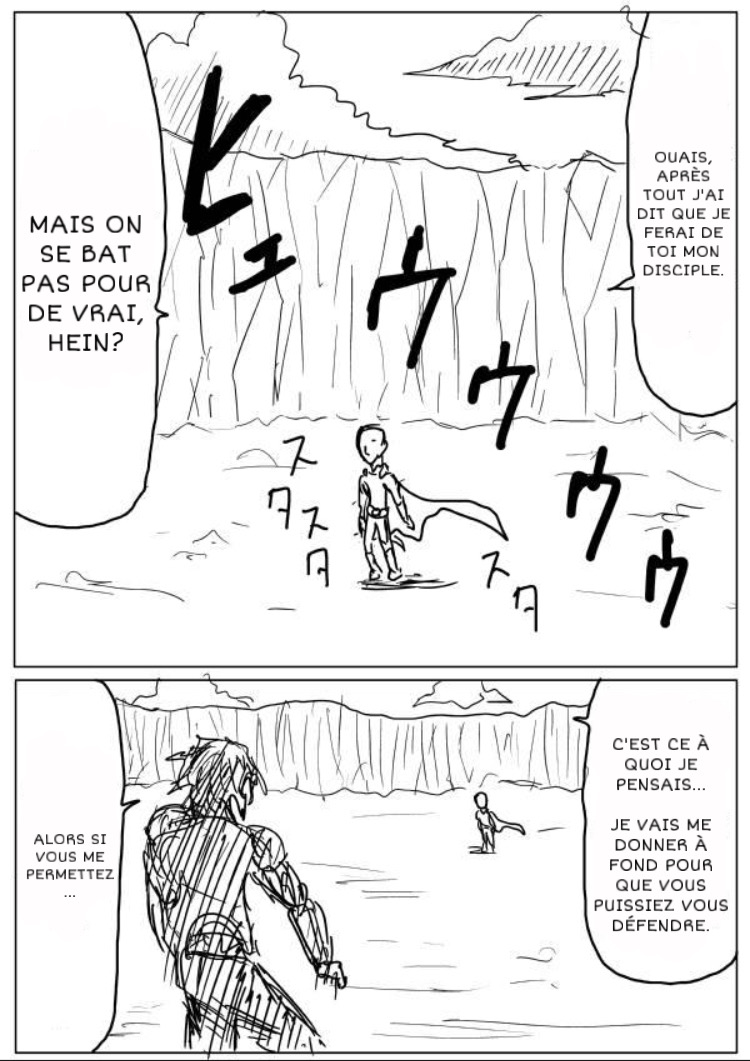 OUAIS,
APRÈS
TOUT J'AI
DIT QUE JE
FERAI DE
TOI MON
DISCIPLE.
MAIS ON
SE BAT
PAS POUR
DE VRAI,
HEIN?
ヒュウウウウ
スタ
スタ
スタ
C'EST CE À
QUOI JE
PENSAIS...
JE VAIS ME
DONNER À
FOND POUR
QUE VOUS
PUISSIEZ VOUS
DÉFENDRE.
ALORS SI
VOUS ME
PERMETTEZ
...